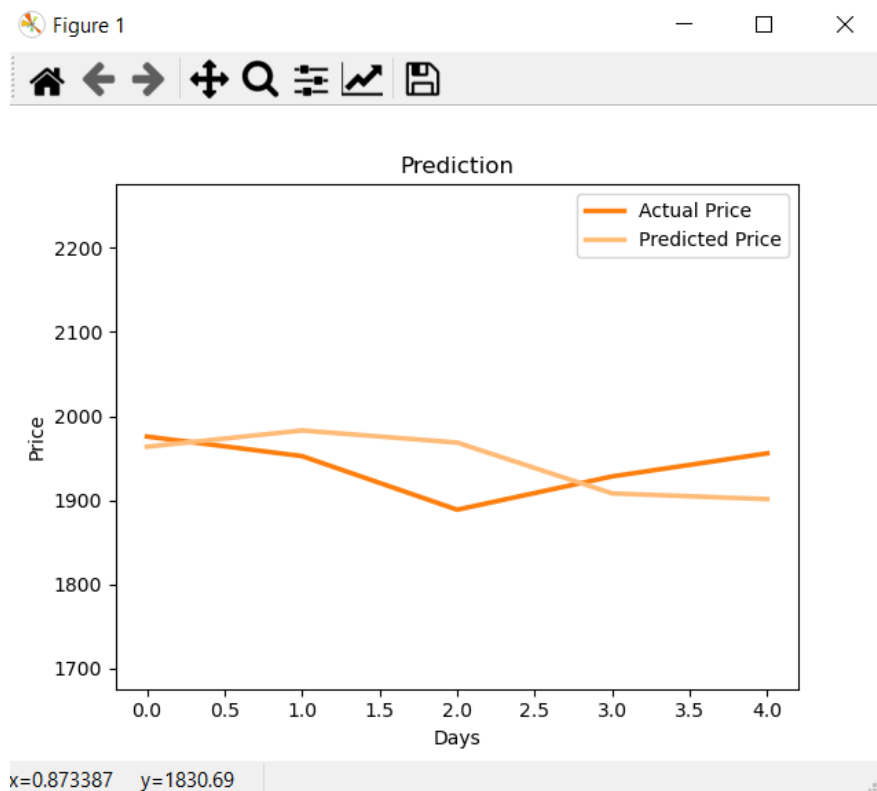 Figure 1
Prediction
Actual Price
Predicted Price
2200
2100
2000
1900
1800
1700
Price
0.0 0.5 1.0 1.5 2.0 2.5 3.0 3.5 4.0
Days
x=0.873387 y=1830.69